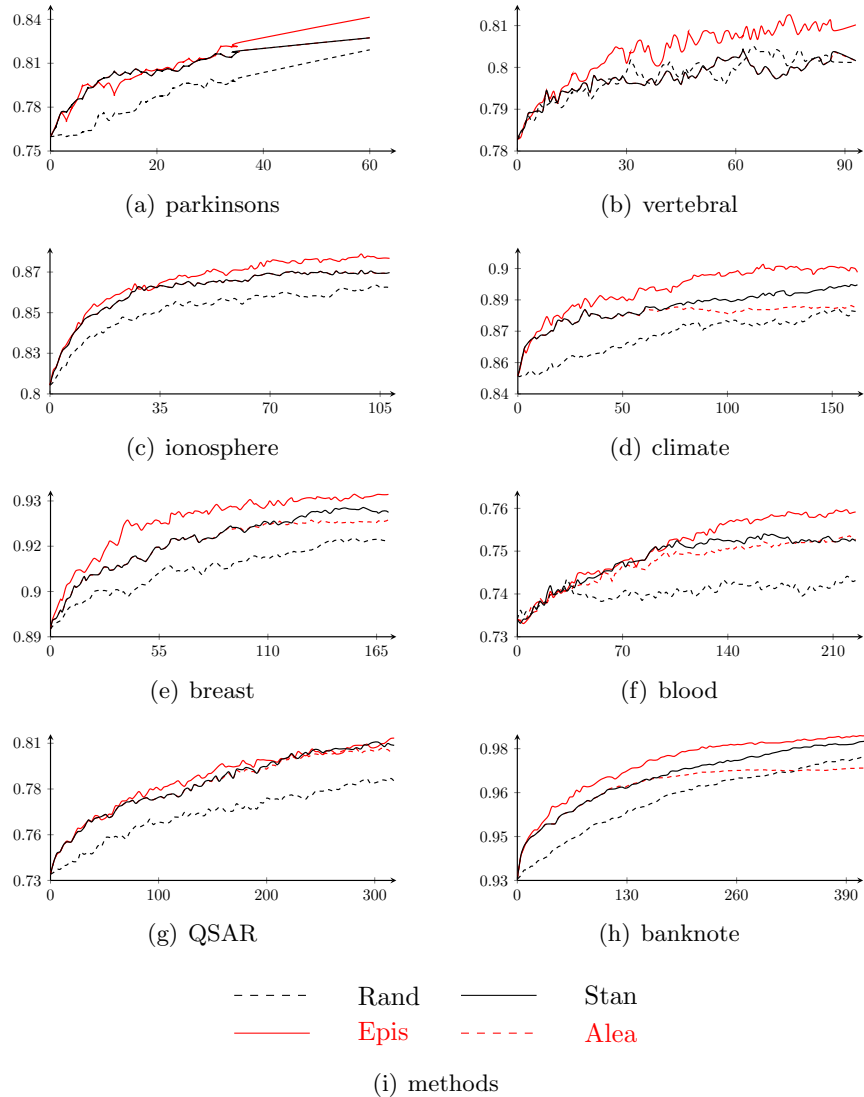 0.84
0.81
0.78
0.75
0 20 40 60
(a) parkinsons
0.81
0.8
0.79
0.78
0 30 60 90
(b) vertebral
0.87
0.85
0.83
0.8
0 35 70 105
(c) ionosphere
0.9
0.89
0.87
0.86
0.84
0 50 100 150
(d) climate
0.93
0.92
0.9
0.89
0 55 110 165
(e) breast
0.76
0.75
0.74
0.73
0 70 140 210
(f) blood
0.81
0.78
0.76
0.73
0 100 200 300
(g) QSAR
0.98
0.96
0.95
0.93
0 130 260 390
(h) banknote
Rand Stan
Epis Alea
(i) methods